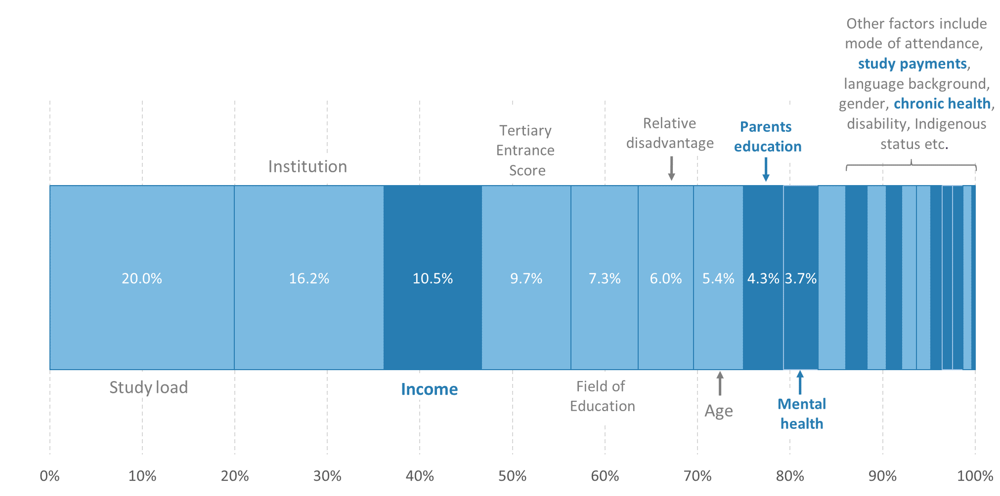 Other factors include
mode of attendance,
study payments,
language background,
gender, chronic health,
disability, Indigenous
status etc.
Relative
disadvantage
Parents
education
Tertiary
Entrance
Score
Institution
20.0%
16.2%
10.5%
9.7%
7.3%
6.0%
5.4%
4.3%
3.7%
Study load
Income
Field of
Education
Age
Mental
health
0%
10%
20%
30%
40%
50%
60%
70%
80%
90%
100%